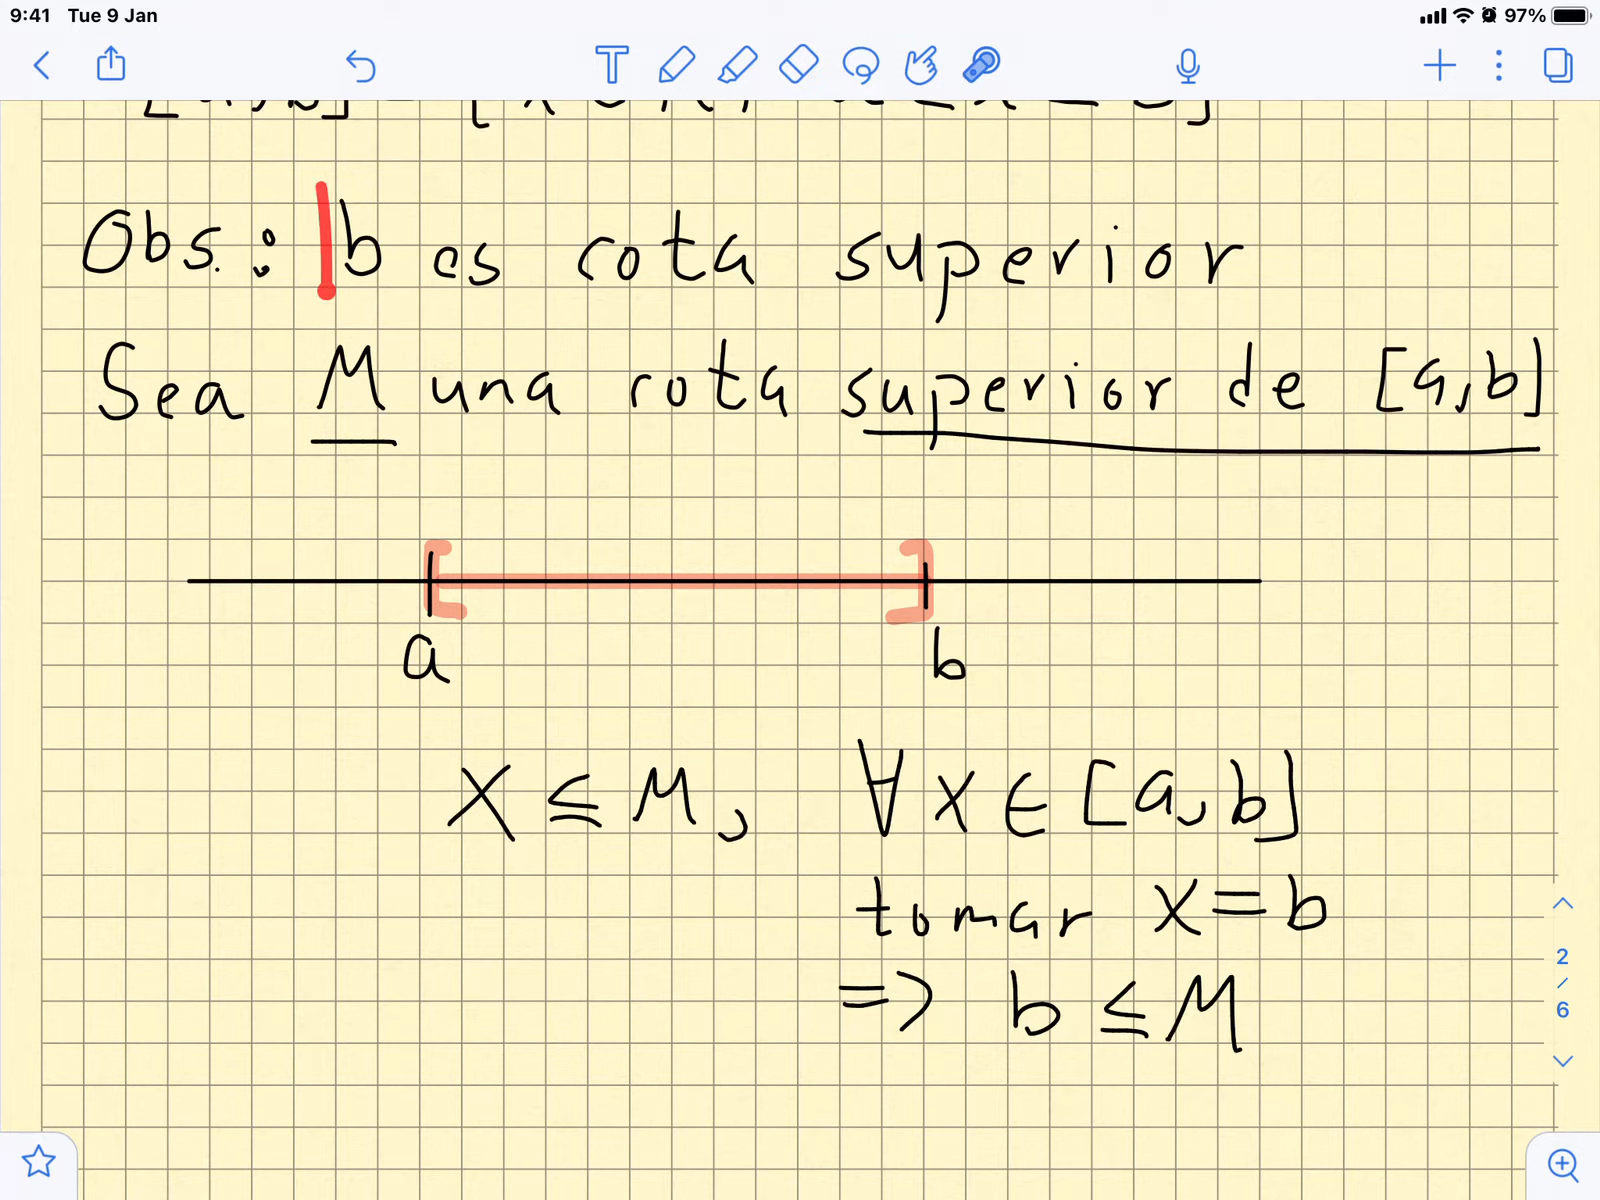 9:41 Tue 9 Jan 97%
Obs.: b es cota superior
Sea M una cota superior de [a,b]
a b
x ≤ M, ∀ x ∈ [a,b]
tomar x = b
=> b ≤ M
2
/
6